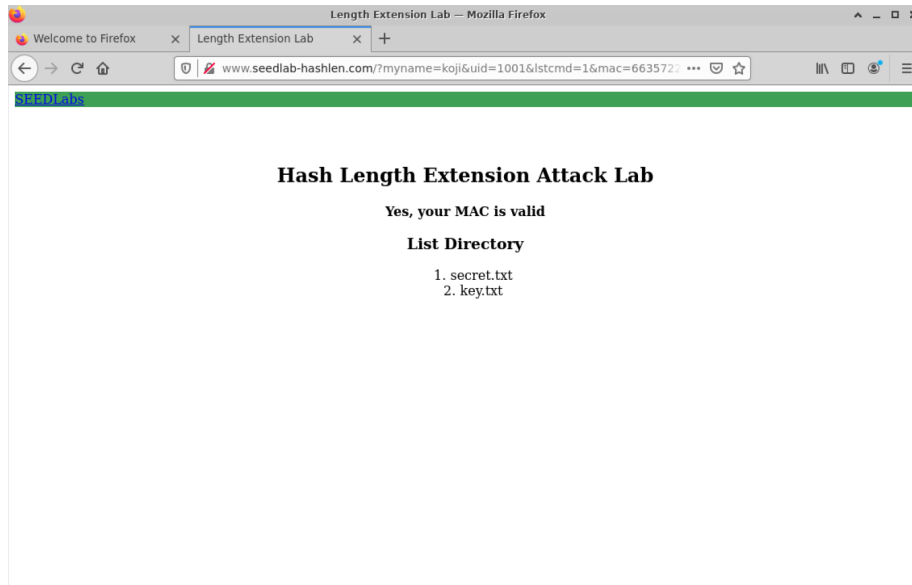 Length Extension Lab — Mozilla Firefox
Welcome to Firefox
Length Extension Lab
www.seedlab-hashlen.com/?myname=koji&uid=1001&lstcmd=1&mac=6635722
SEEDLabs
Hash Length Extension Attack Lab
Yes, your MAC is valid
List Directory
1. secret.txt
2. key.txt